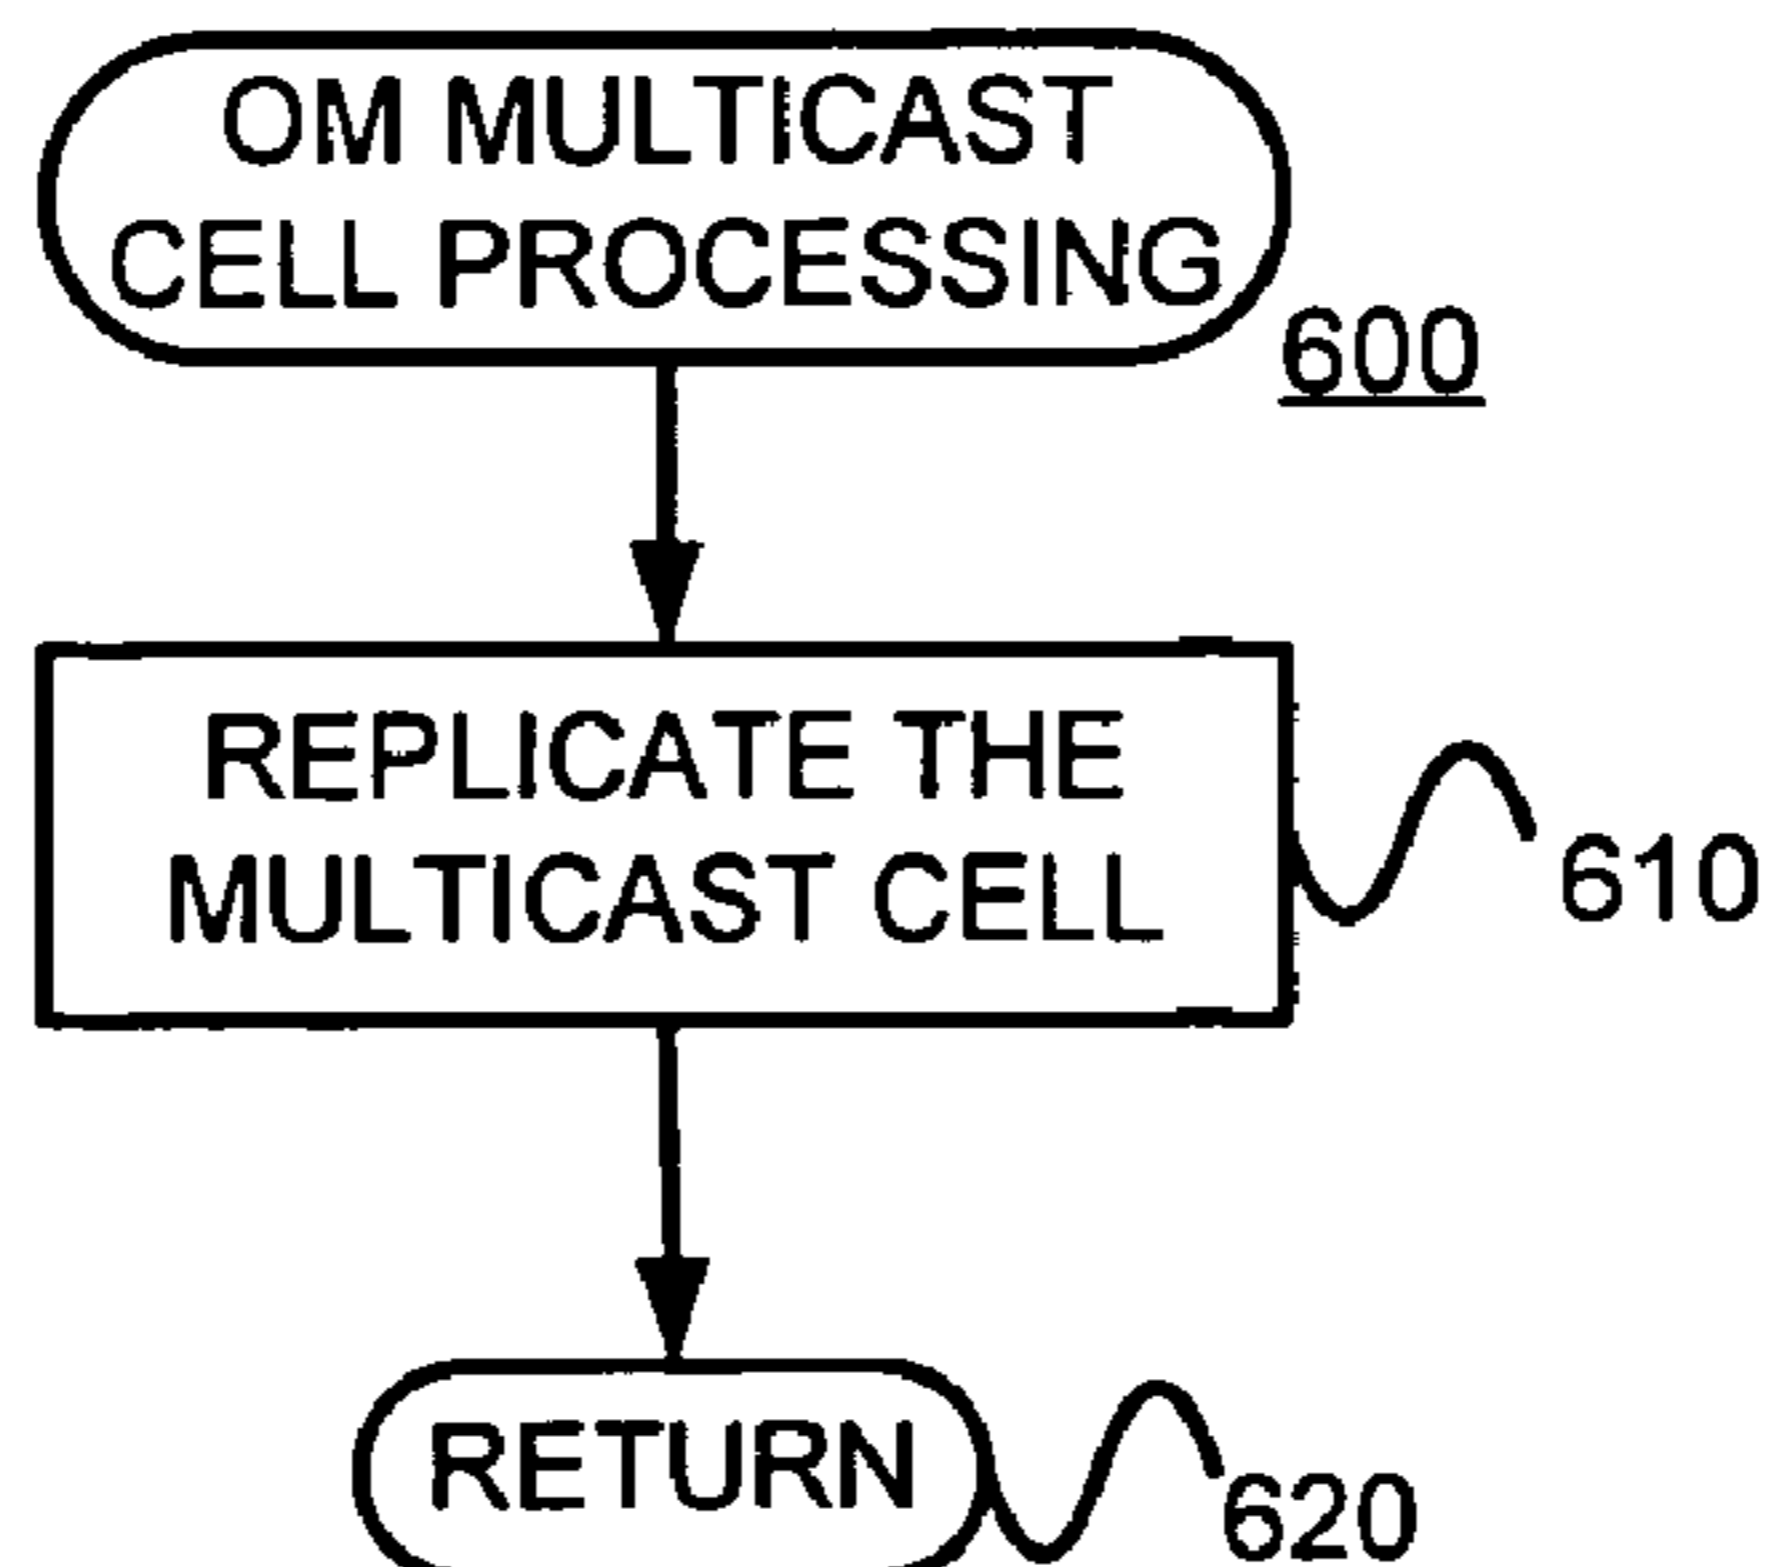 OM MULTICAST
CELL PROCESSING
600
REPLICATE THE
MULTICAST CELL
610
RETURN
620